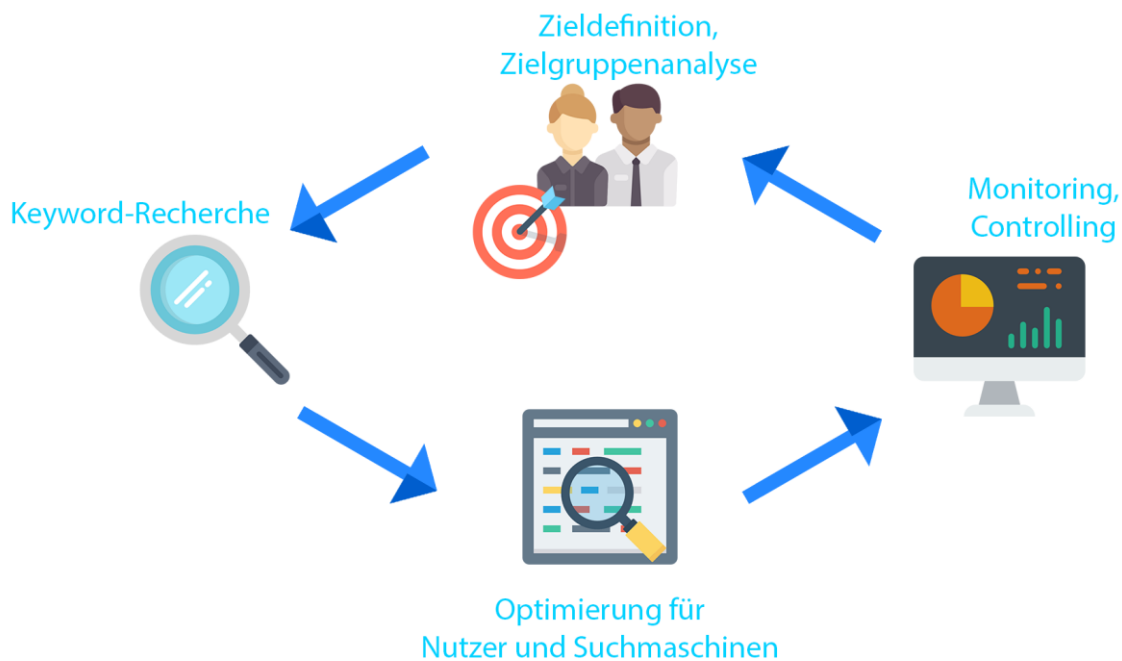 Zieldefinition,
Zielgruppenanalyse
Keyword-Recherche
Monitoring,
Controlling
Optimierung für
Nutzer und Suchmaschinen